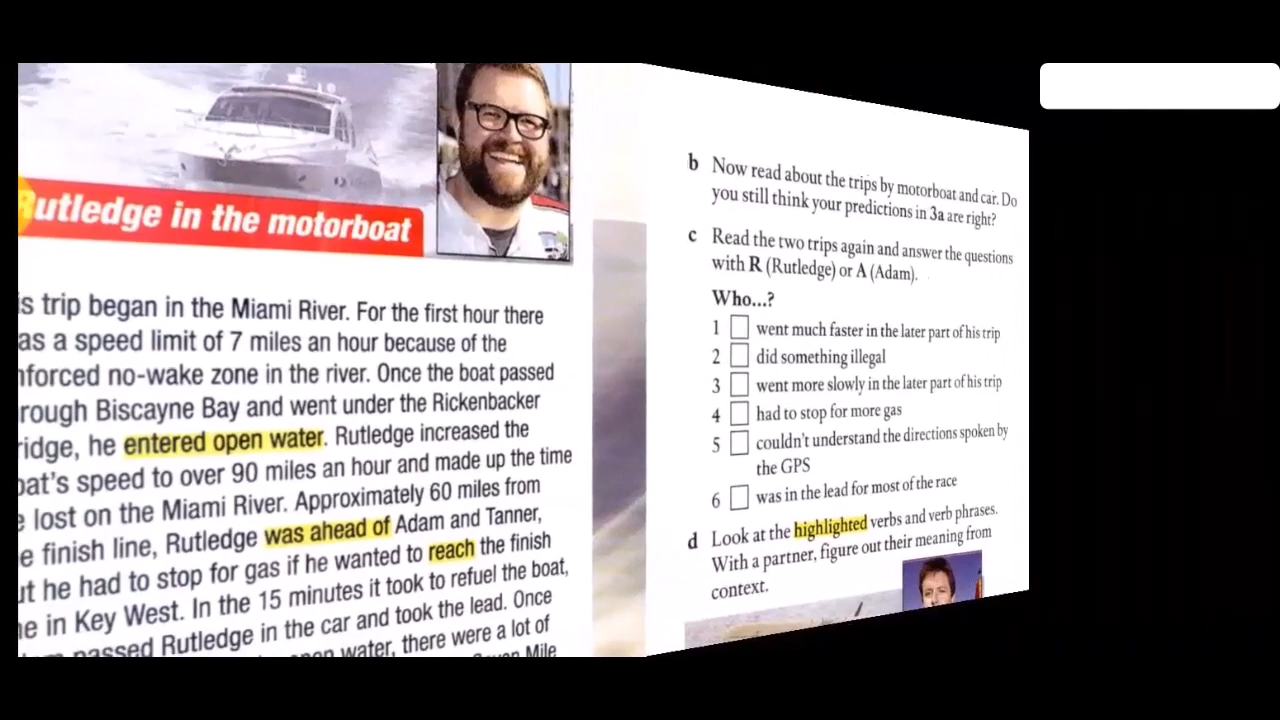 utledge in the motorboat
is trip began in the Miami River. For the first hour there
as a speed limit of 7 miles an hour because of the
nforced no-wake zone in the river. Once the boat passed
rough Biscayne Bay and went under the Rickenbacker
ridge, he entered open water. Rutledge increased the
oat's speed to over 90 miles an hour and made up the time
e lost on the Miami River. Approximately 60 miles from
e finish line, Rutledge was ahead of Adam and Tanner,
ut he had to stop for gas if he wanted to reach the finish
ne in Key West. In the 15 minutes it took to refuel the boat,
passed Rutledge in the car and took the lead. Once
open water, there were a lot of
Mile
b Now read about the trips by motorboat and car. Do
you still think your predictions in 3a are right?
c Read the two trips again and answer the questions
with R (Rutledge) or A (Adam).
Who...?
1 went much faster in the later part of his trip
2 did something illegal
3 went more slowly in the later part of his trip
4 had to stop for more gas
5 couldn't understand the directions spoken by
the GPS
6 was in the lead for most of the race
d Look at the highlighted verbs and verb phrases.
With a partner, figure out their meaning from
context.